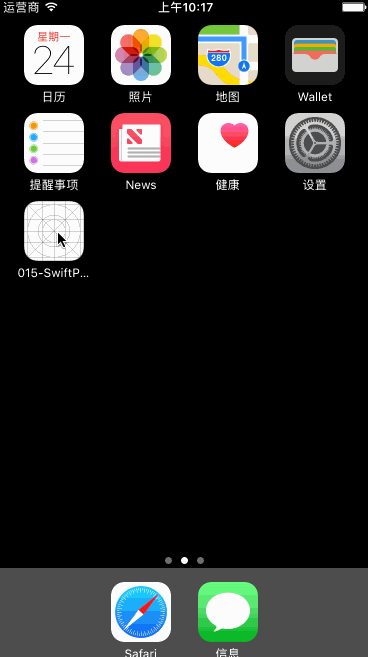 运营商 上午10:17
星期一
24
280
日历 照片 地图 Wallet
提醒事项 News 健康 设置
015-SwiftP...
Safari 信息